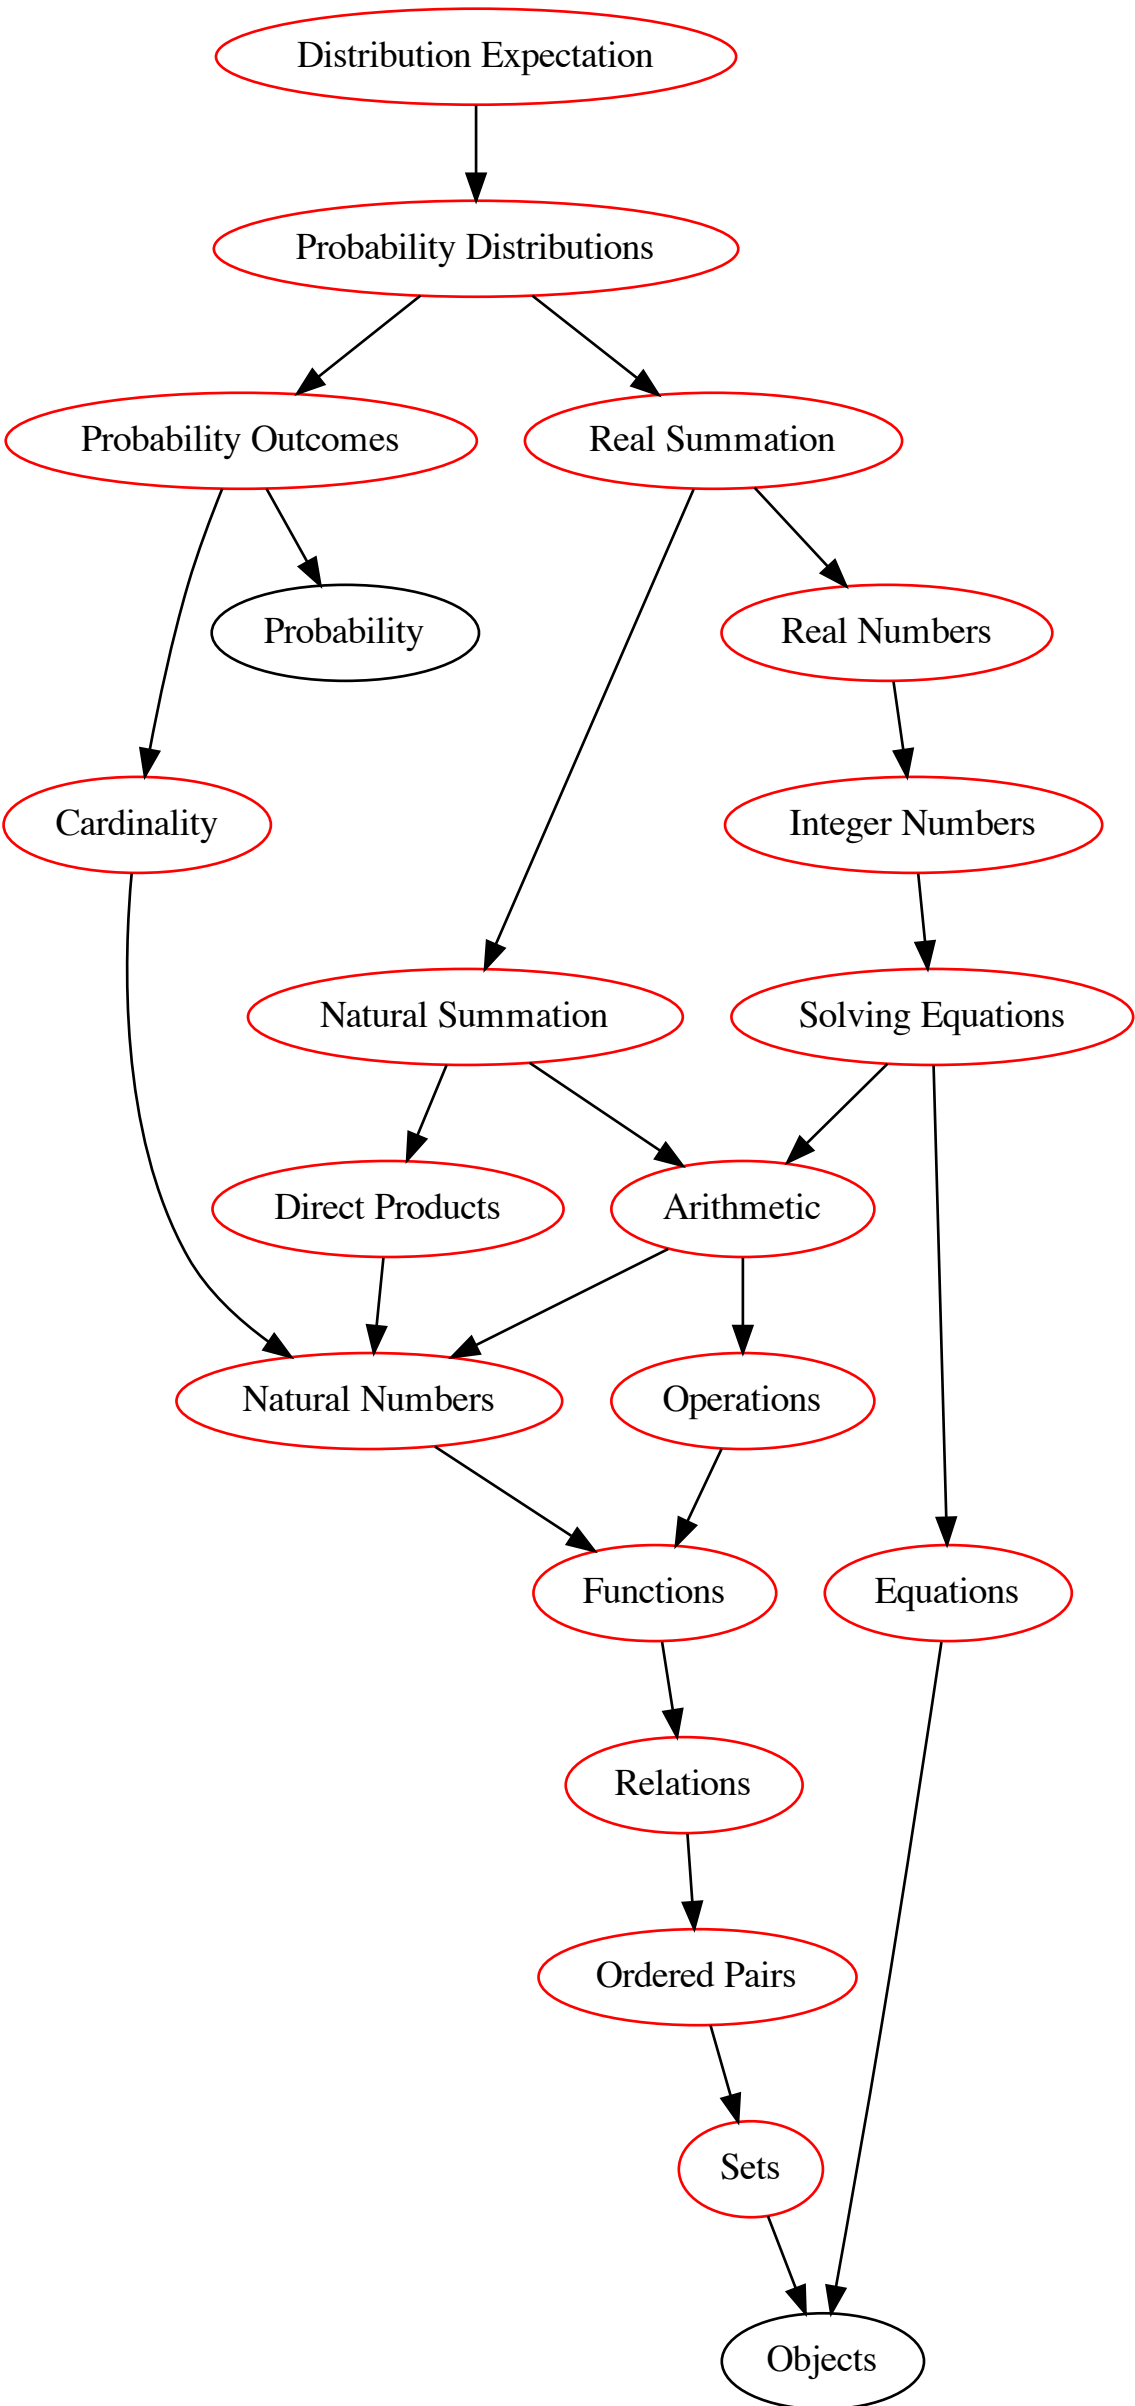 Distribution Expectation
Probability Distributions
Probability Outcomes
Real Summation
Probability
Real Numbers
Cardinality
Integer Numbers
Natural Summation
Solving Equations
Direct Products
Arithmetic
Natural Numbers
Operations
Functions
Equations
Relations
Ordered Pairs
Sets
Objects